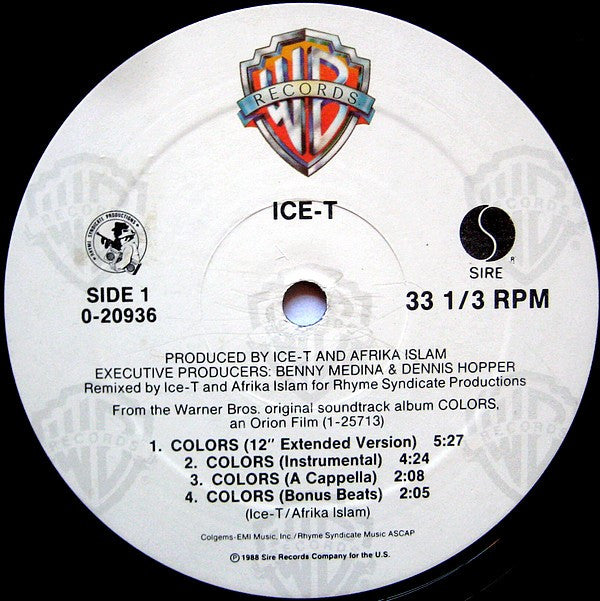 WB
RECORDS
ICE-T
RHYME SYNDICATE PRODUCTIONS
SIRE
SIDE 1
0-20936
33 1/3 RPM
PRODUCED BY ICE-T AND AFRIKA ISLAM
EXECUTIVE PRODUCERS: BENNY MEDINA & DENNIS HOPPER
Remixed by Ice-T and Afrika Islam for Rhyme Syndicate Productions
From the Warner Bros. original soundtrack album COLORS,
an Orion Film (1-25713)
1. COLORS (12" Extended Version) 5:27
2. COLORS (Instrumental) 4:24
3. COLORS (A Cappella) 2:08
4. COLORS (Bonus Beats) 2:05
(Ice-T/Afrika Islam)
Colgems-EMI Music, Inc./Rhyme Syndicate Music ASCAP
℗1988 Sire Records Company for the U.S.